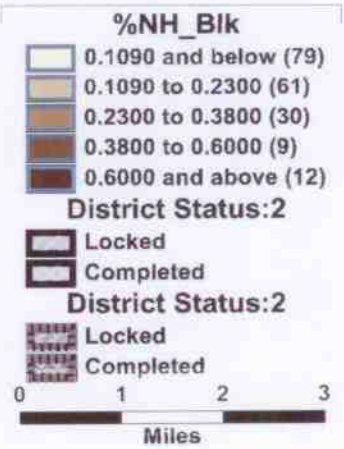 %NH_Blk
0.1090 and below (79)
0.1090 to 0.2300 (61)
0.2300 to 0.3800 (30)
0.3800 to 0.6000 (9)
0.6000 and above (12)
District Status:2
Locked
Completed
District Status:2
Locked
Completed
0 1 2 3
Miles